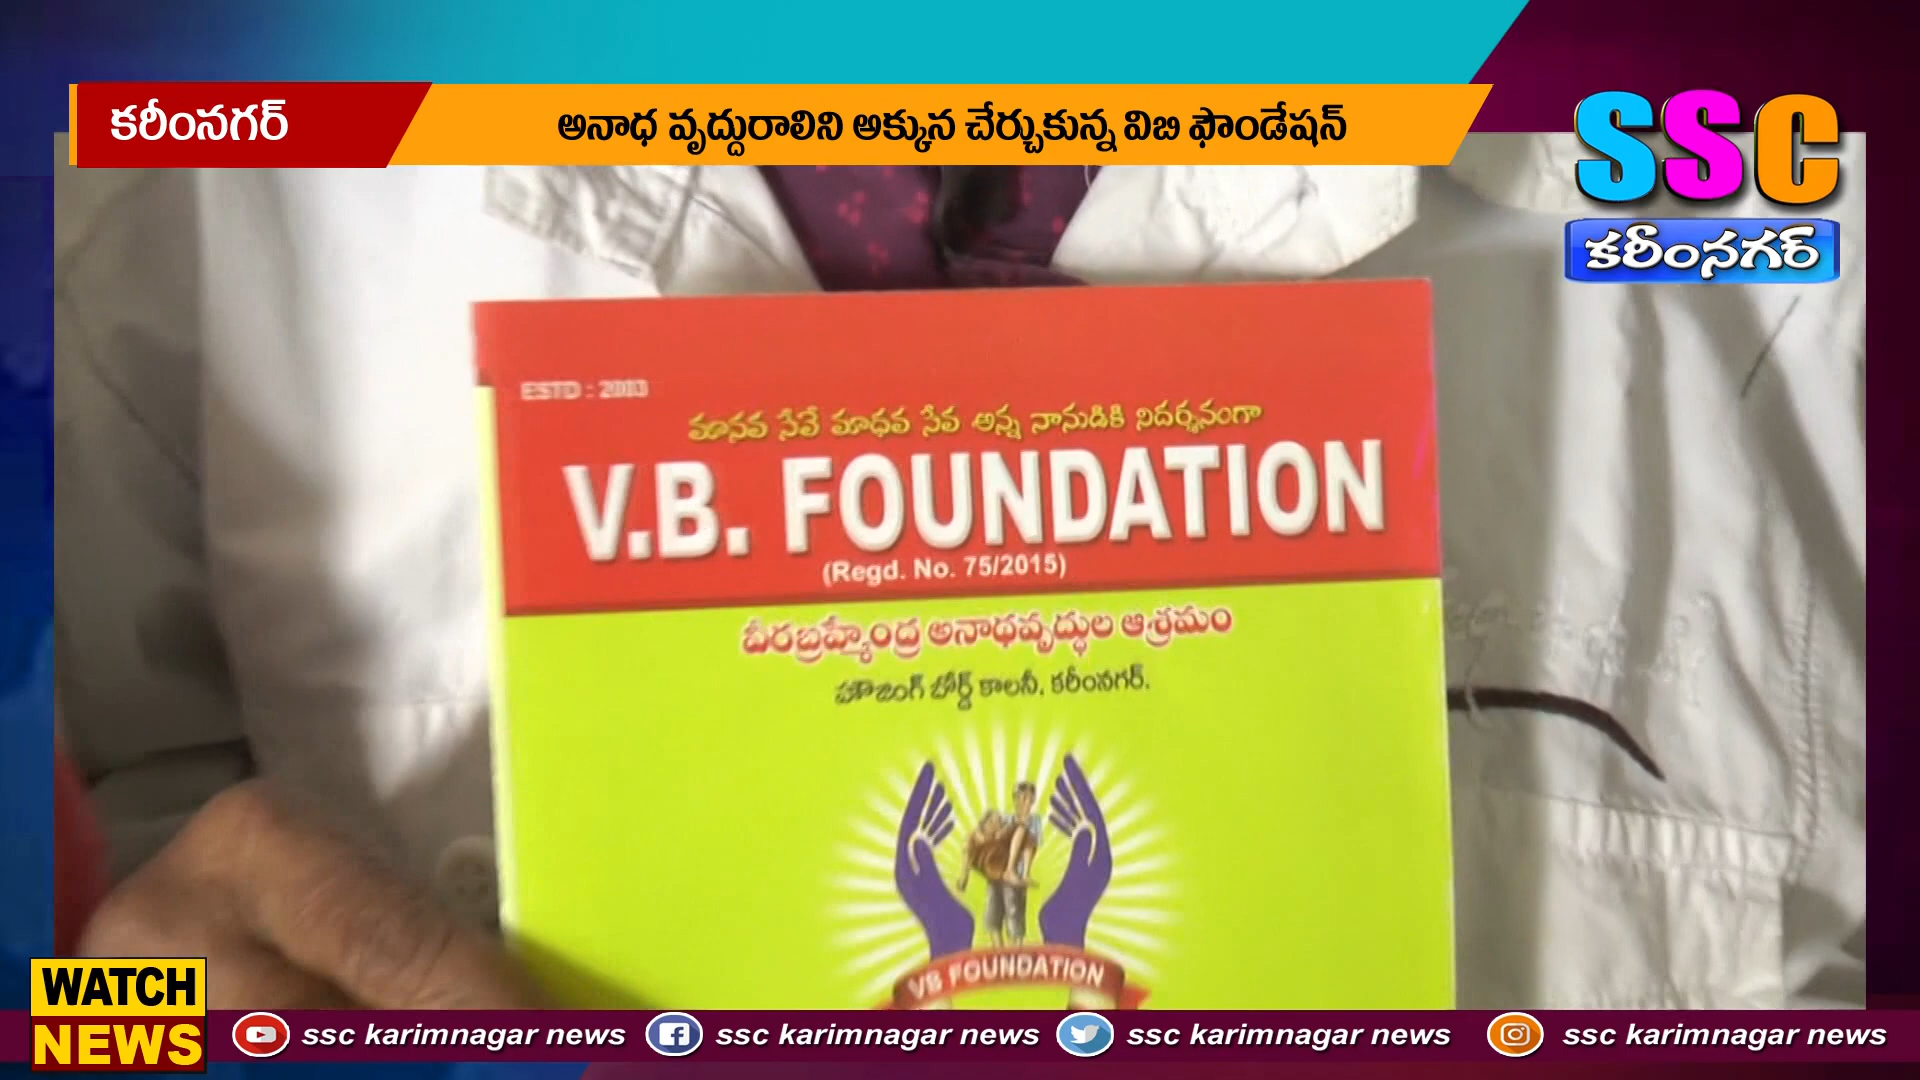 కరీంనగర్
అనాధ వృద్దురాలిని అక్కున చేర్చుకున్న విబి ఫౌండేషన్
SSC
కరీంనగర్
ESTD : 2003
మానవ సేవే మాధవ సేవ అన్న నానుడికి నిదర్శనంగా
V.B. FOUNDATION
(Regd. No. 75/2015)
వీరబ్రహ్మేంద్ర అనాథవృద్ధుల ఆశ్రమం
హౌజింగ్ బోర్డ్ కాలనీ, కరీంనగర్.
VB FOUNDATION
WATCH
NEWS
ssc karimnagar news
ssc karimnagar news
ssc karimnagar news
ssc karimnagar news